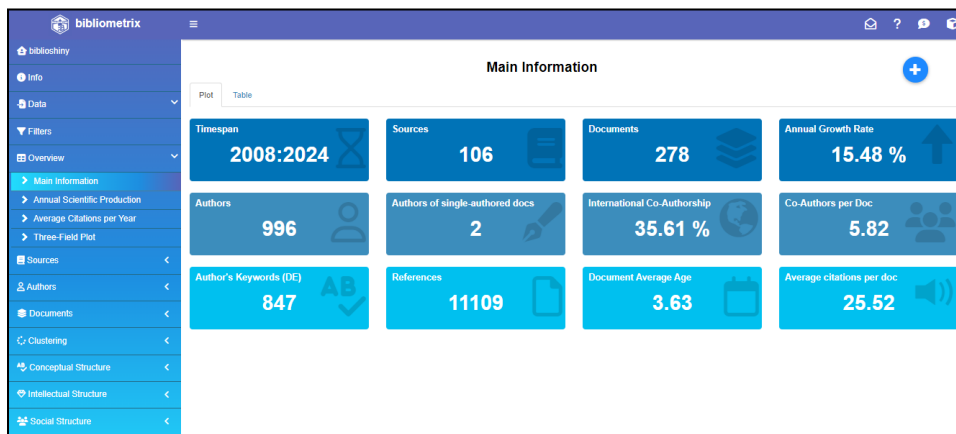 bibliometrix
biblioshiny
Info
Data
Filters
Overview
Main Information
Annual Scientific Production
Average Citations per Year
Three-Field Plot
Sources
Authors
Documents
Clustering
Conceptual Structure
Intellectual Structure
Social Structure
Main Information
Plot Table
Timespan
2008:2024
Sources
106
Documents
278
Annual Growth Rate
15.48 %
Authors
996
Authors of single-authored docs
2
International Co-Authorship
35.61 %
Co-Authors per Doc
5.82
Author's Keywords (DE)
847
References
11109
Document Average Age
3.63
Average citations per doc
25.52